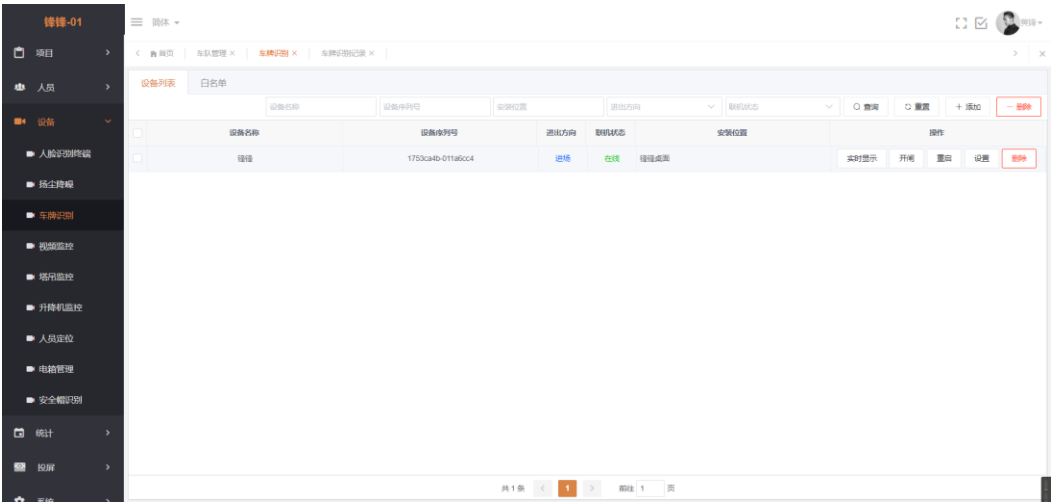 锋锋-01
简体
黄锋
项目
人员
设备
人脸识别终端
扬尘降噪
车牌识别
视频监控
塔吊监控
升降机监控
人员定位
电箱管理
安全帽识别
统计
投屏
系统
首页 车队管理 × 车牌识别 × 车牌识别记录 ×
设备列表 白名单
设备名称 设备序列号 安装位置 进出方向 联机状态 查询 重置 + 添加 − 删除
设备名称 设备序列号 进出方向 联机状态 安装位置 操作
锋锋 1753ca4b-011a6cc4 进场 在线 锋锋桌面 实时显示 开闸 重启 设置 删除
共 1 条 < 1 > 前往 1 页